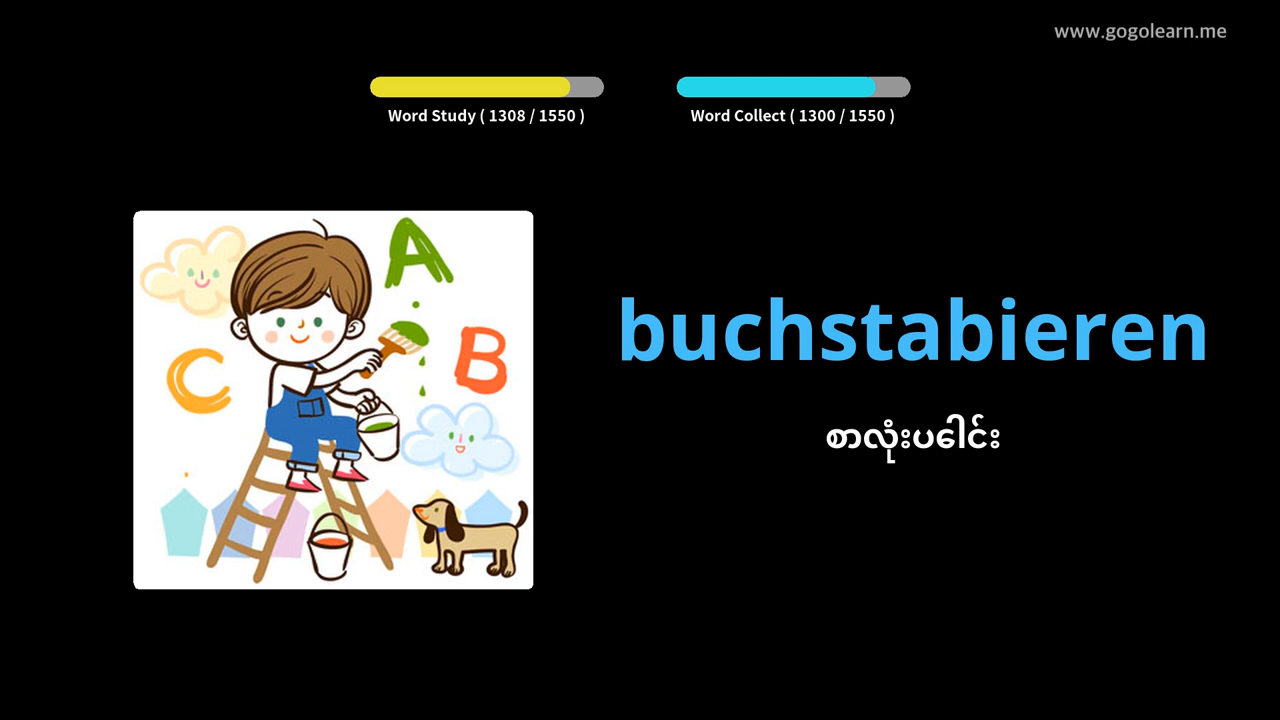 www.gogolearn.me
Word Study ( 1308 / 1550 )
Word Collect ( 1300 / 1550 )
A
B
C
buchstabieren
စာလုံးပေါင်း